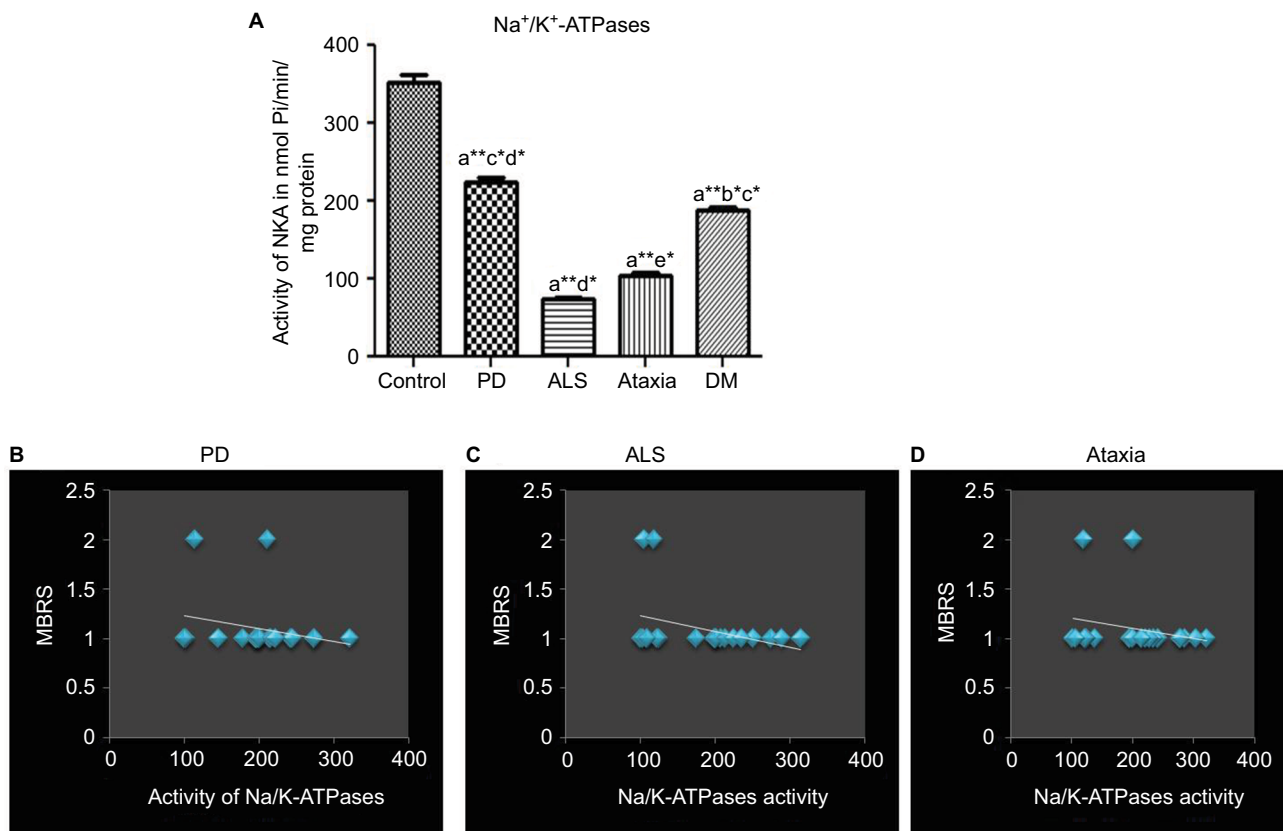 A
Na⁺/K⁺-ATPases
Activity of NKA in nmol Pi/min/
mg protein
400
300
200
100
0
a**c*d*
a**d*
a**e*
a**b*c*
Control PD ALS Ataxia DM
B PD
MBRS
2.5
2
1.5
1
0.5
0
0 100 200 300 400
Activity of Na/K-ATPases
C ALS
MBRS
2.5
2
1.5
1
0.5
0
0 100 200 300 400
Na/K-ATPases activity
D Ataxia
MBRS
2.5
2
1.5
1
0.5
0
0 100 200 300 400
Na/K-ATPases activity